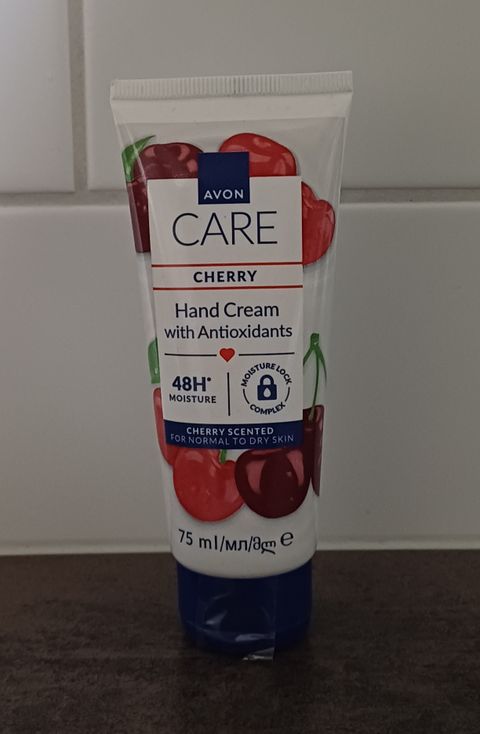 AVON
CARE
CHERRY
Hand Cream
with Antioxidants
48H*
MOISTURE
MOISTURE LOCK
COMPLEX
CHERRY SCENTED
FOR NORMAL TO DRY SKIN
75 ml/мл/მლ ℮